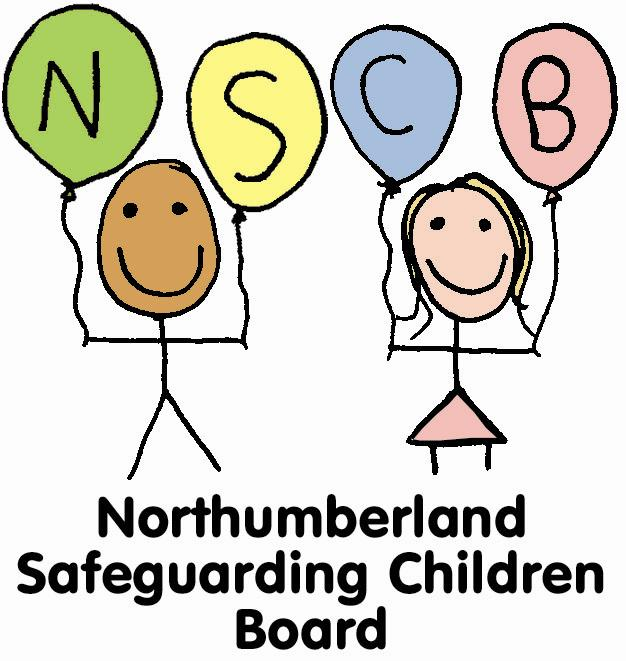 N S C B
Northumberland
Safeguarding Children
Board